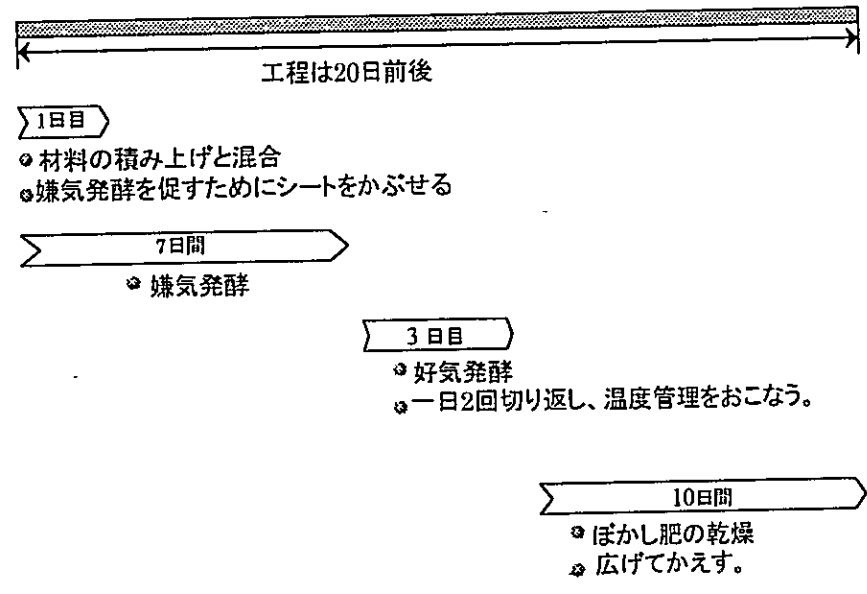 工程は20日前後
1日目
材料の積み上げと混合
嫌気発酵を促すためにシートをかぶせる
7日間
嫌気発酵
3日目
好気発酵
一日2回切り返し、温度管理をおこなう。
10日間
ぼかし肥の乾燥
広げてかえす。